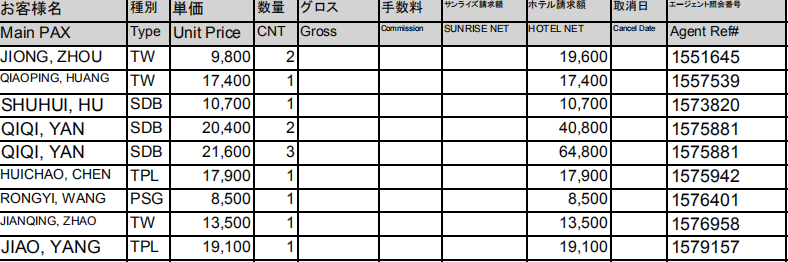 お客様名 種別 単価 数量 グロス 手数料 サンライズ請求額 ホテル請求額 取消日 エージェント照会番号
Main PAX Type Unit Price CNT Gross Commission SUNRISE NET HOTEL NET Cancel Date Agent Ref#
JIONG, ZHOU TW 9,800 2 19,600 1551645
QIAOPING, HUANG TW 17,400 1 17,400 1557539
SHUHUI, HU SDB 10,700 1 10,700 1573820
QIQI, YAN SDB 20,400 2 40,800 1575881
QIQI, YAN SDB 21,600 3 64,800 1575881
HUICHAO, CHEN TPL 17,900 1 17,900 1575942
RONGYI, WANG PSG 8,500 1 8,500 1576401
JIANQING, ZHAO TW 13,500 1 13,500 1576958
JIAO, YANG TPL 19,100 1 19,100 1579157